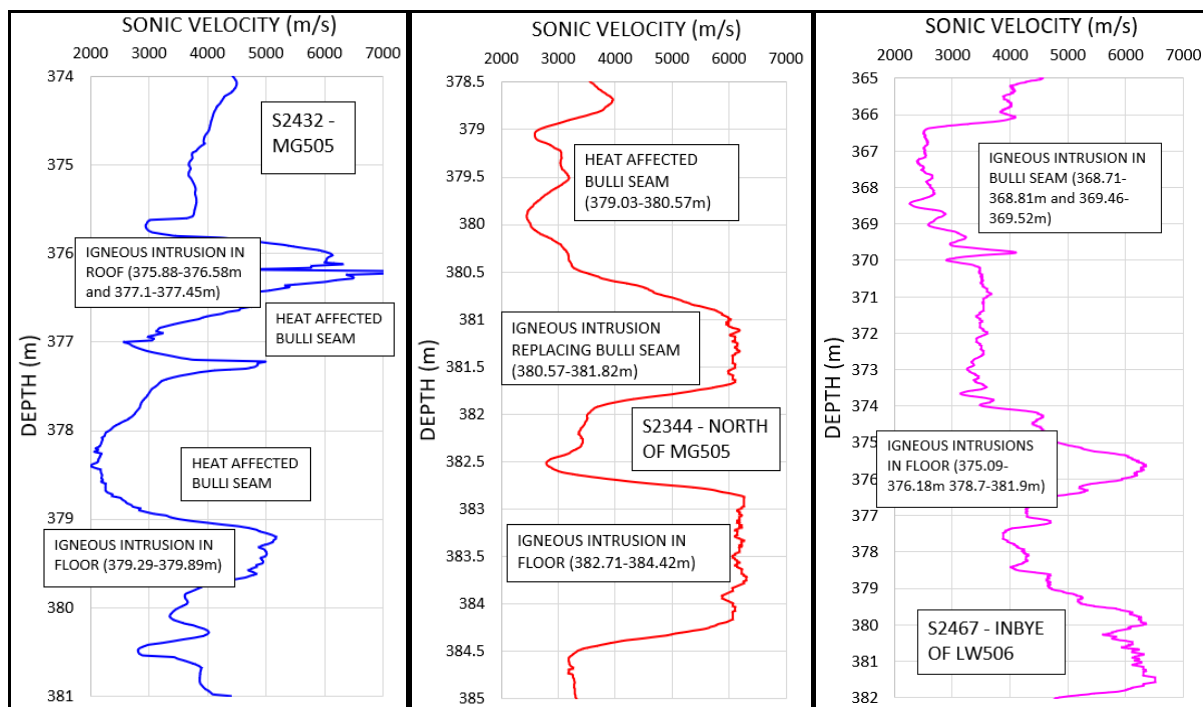 SONIC VELOCITY (m/s)
2000 3000 4000 5000 6000 7000
374
375
376
377
378
379
380
381
DEPTH (m)
S2432 -
MG505
IGNEOUS INTRUSION IN
ROOF (375.88-376.58m
and 377.1-377.45m)
HEAT AFFECTED
BULLI SEAM
HEAT AFFECTED
BULLI SEAM
IGNEOUS INTRUSION IN
FLOOR (379.29-379.89m)
SONIC VELOCITY (m/s)
2000 3000 4000 5000 6000 7000
378.5
379
379.5
380
380.5
381
381.5
382
382.5
383
383.5
384
384.5
385
DEPTH (m)
HEAT AFFECTED
BULLI SEAM
(379.03-380.57m)
IGNEOUS INTRUSION
REPLACING BULLI SEAM
(380.57-381.82m)
S2344 - NORTH
OF MG505
IGNEOUS INTRUSION IN
FLOOR (382.71-384.42m)
SONIC VELOCITY (m/s)
2000 3000 4000 5000 6000 7000
365
366
367
368
369
370
371
372
373
374
375
376
377
378
379
380
381
382
DEPTH (m)
IGNEOUS INTRUSION IN
BULLI SEAM (368.71-
368.81m and 369.46-
369.52m)
IGNEOUS INTRUSIONS
IN FLOOR (375.09-
376.18m 378.7-381.9m)
S2467 - INBYE
OF LW506